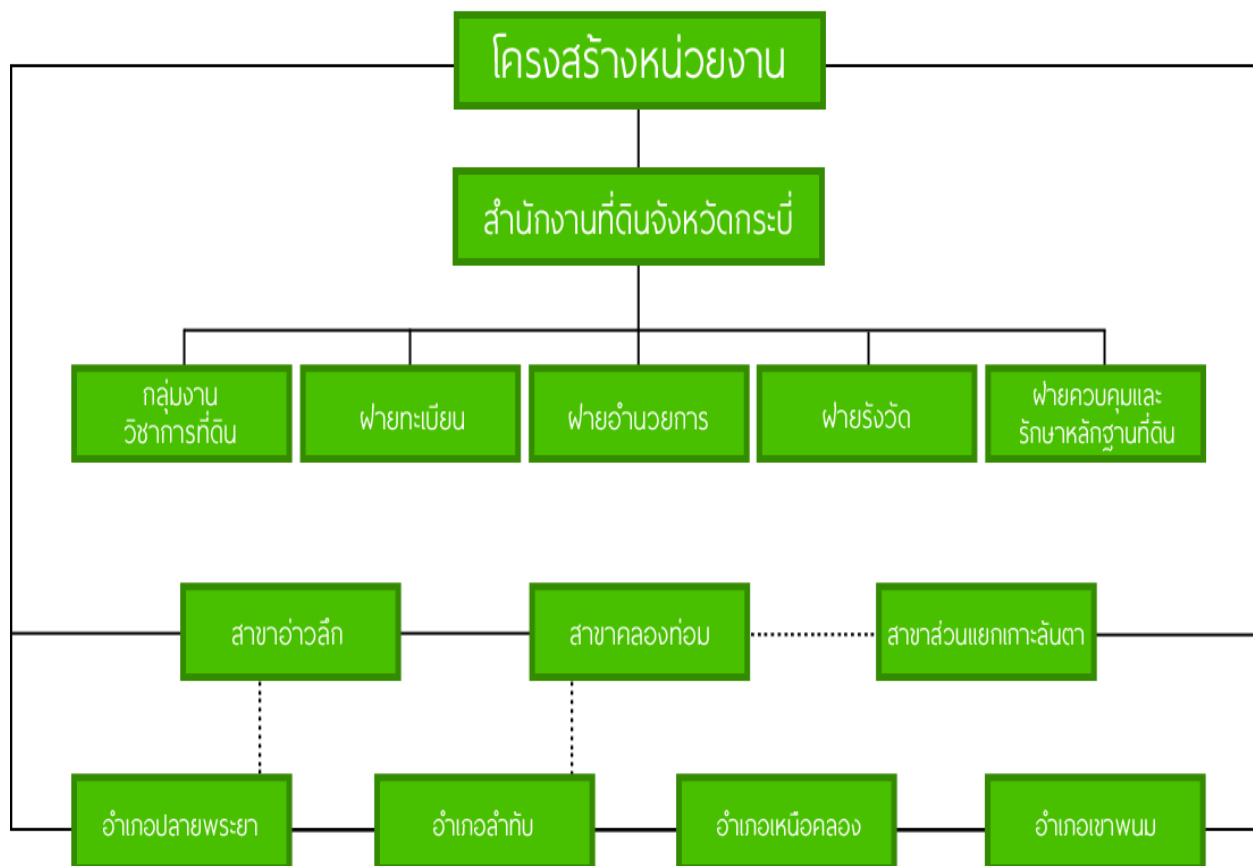 โครงสร้างหน่วยงาน
สำนักงานที่ดินจังหวัดกระบี่
กลุ่มงาน
วิชาการที่ดิน
ฝ่ายทะเบียน
ฝ่ายอำนวยการ
ฝ่ายรังวัด
ฝ่ายควบคุมและ
รักษาหลักฐานที่ดิน
สาขาอ่าวลึก
สาขาคลองท่อม
สาขาส่วนแยกเกาะลันตา
อำเภอปลายพระยา
อำเภอลำทับ
อำเภอเหนือคลอง
อำเภอเขาพนม